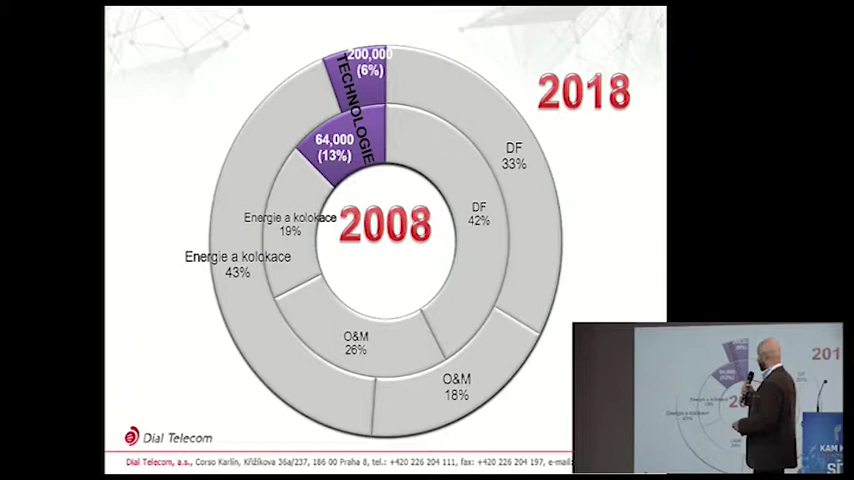 200,000
(6%)
TECHNOLOGIE
2018
64,000
(13%)
DF
33%
DF
42%
Energie a kolokace
19%
2008
Energie a kolokace
43%
O&M
26%
O&M
18%
Dial Telecom
Dial Telecom, a.s., Corso Karlín, Křižíkova 36a/237, 186 00 Praha 8, tel.: +420 226 204 111, fax: +420 226 204 197, e-mail:
KAM